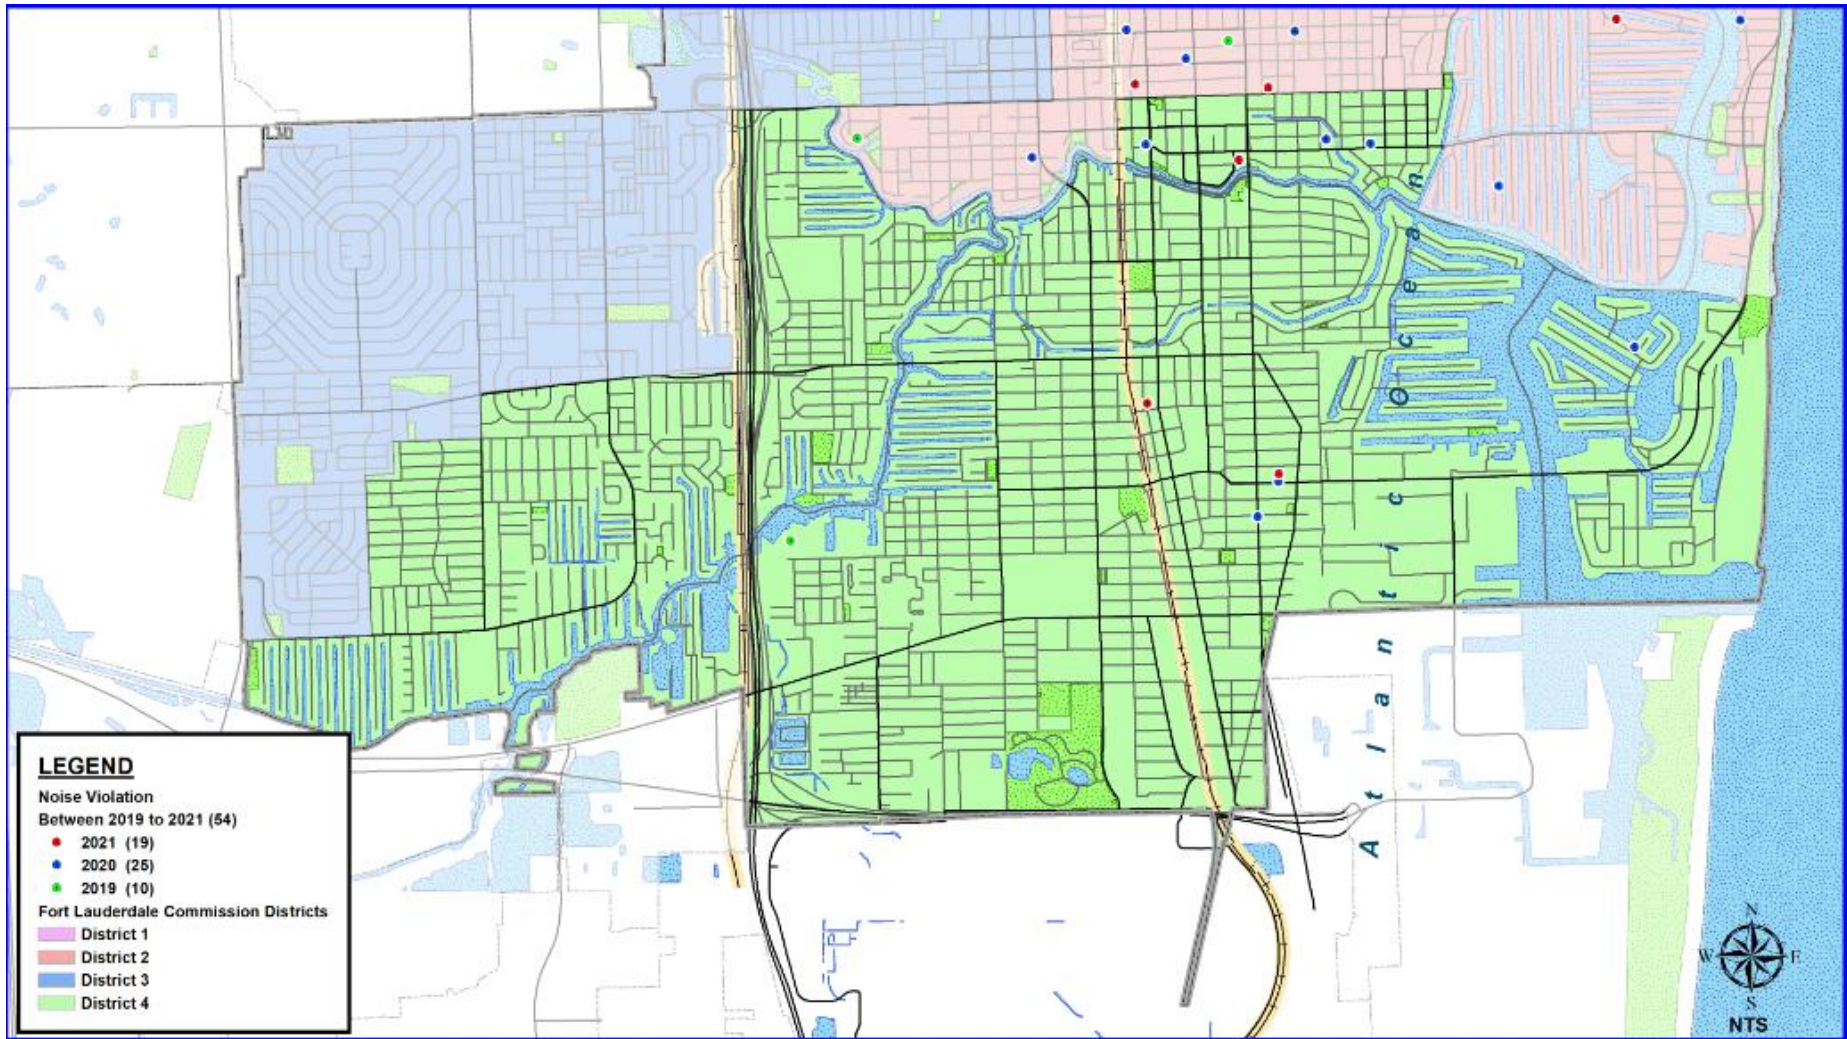 Atlantic Ocean
LEGEND
Noise Violation
Between 2019 to 2021 (54)
2021 (19)
2020 (25)
2019 (10)
Fort Lauderdale Commission Districts
District 1
District 2
District 3
District 4
N
W E
S
NTS